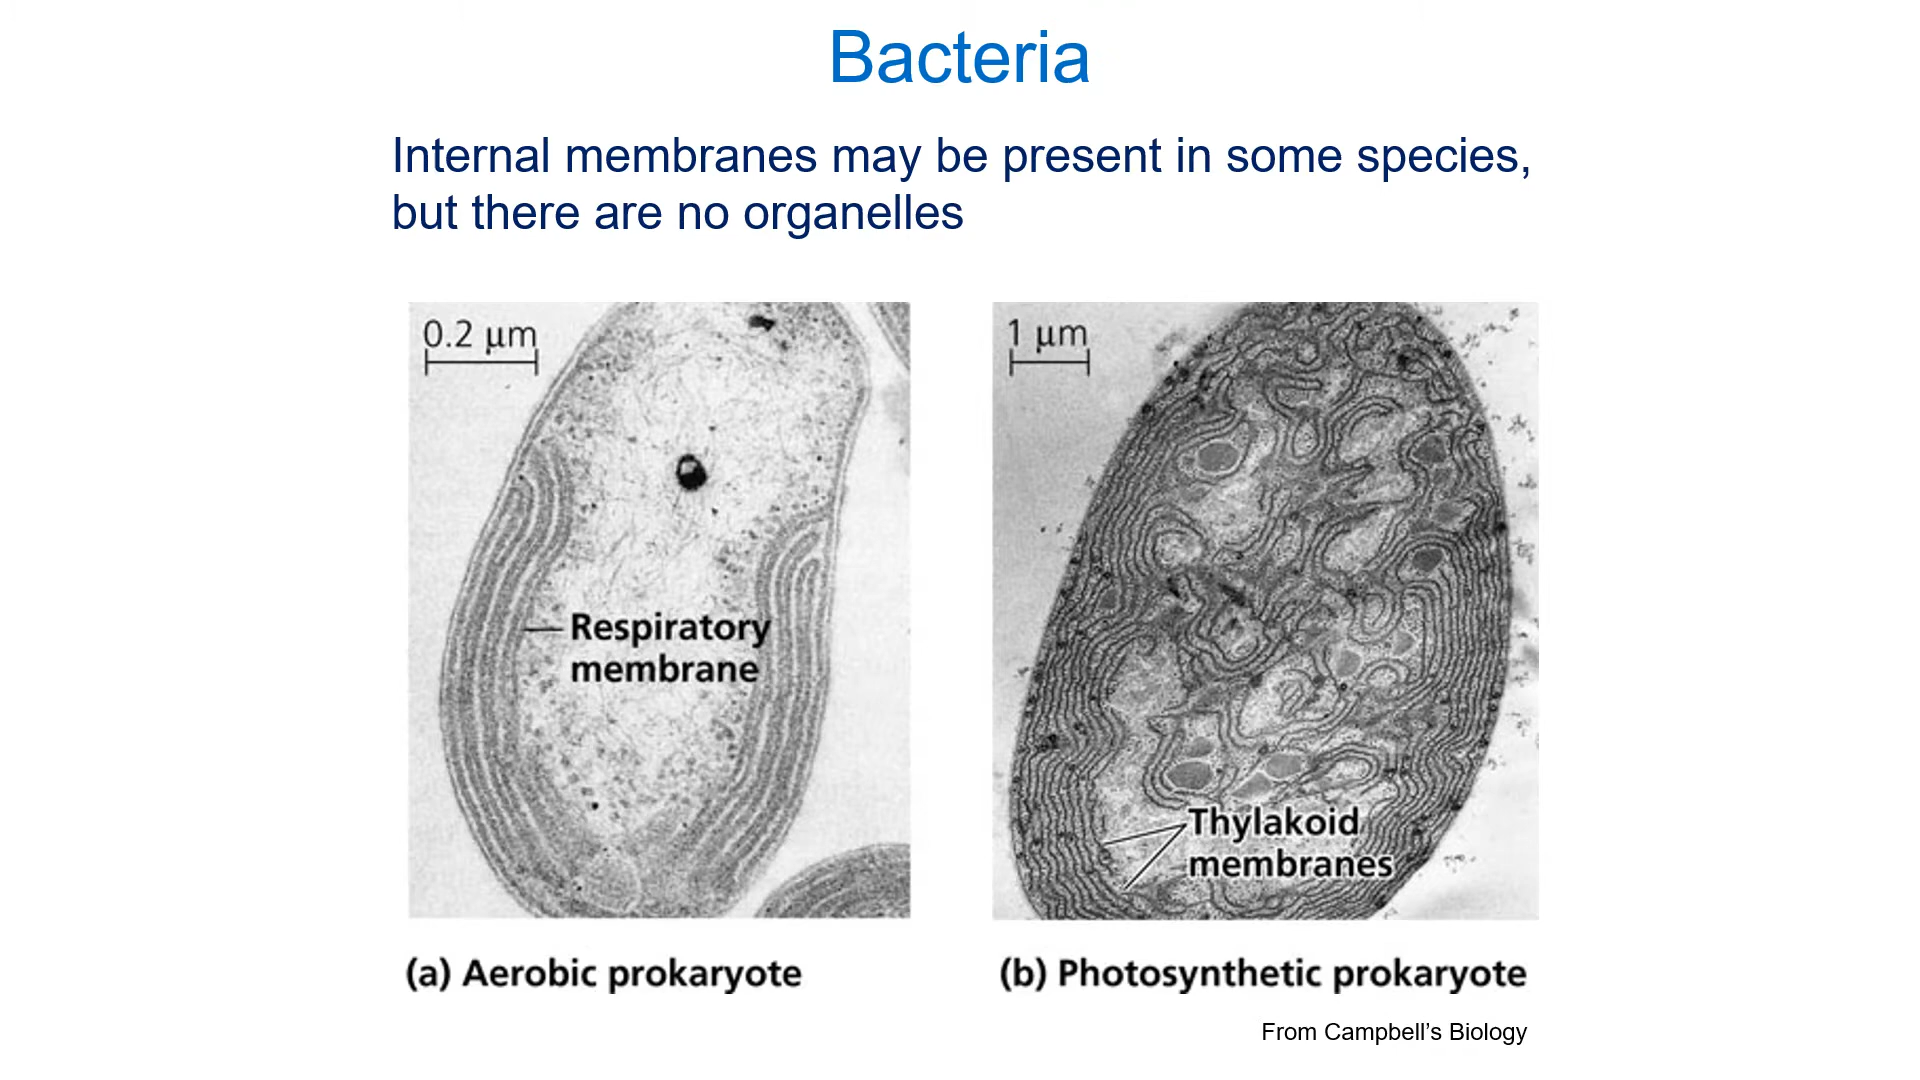 Bacteria
Internal membranes may be present in some species,
but there are no organelles
0.2 μm
1 μm
Respiratory
membrane
Thylakoid
membranes
(a) Aerobic prokaryote
(b) Photosynthetic prokaryote
From Campbell’s Biology